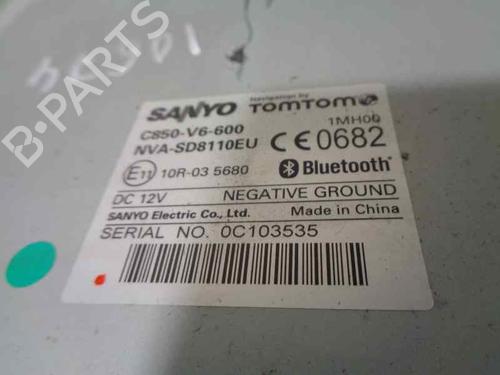 B-PARTS
SANYO
Navigation by
TOMTOM
C850-V6-600
1MH00
NVA-SD8110EU
CE0682
E11
10R-03 5680
Bluetooth®
DC 12V
NEGATIVE GROUND
SANYO Electric Co., Ltd.
Made in China
SERIAL NO. 0C103535